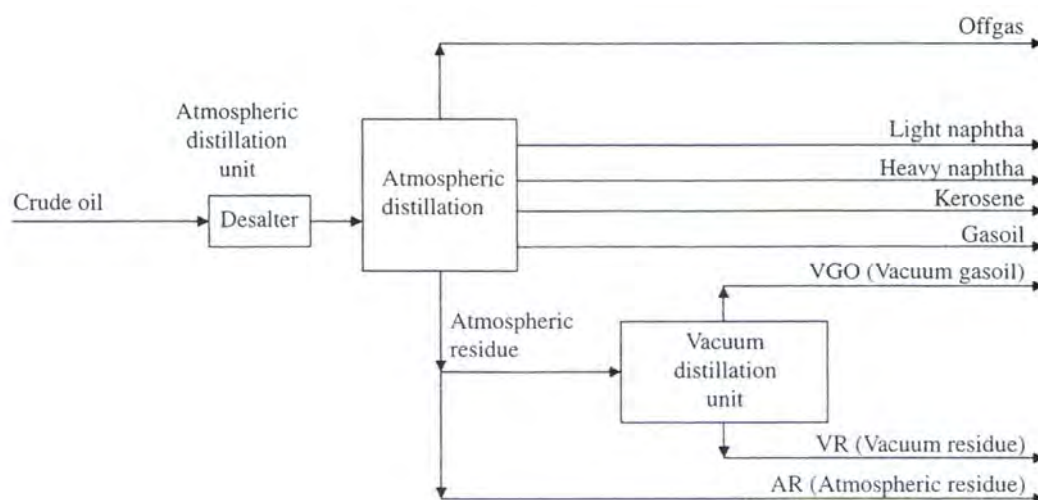 Offgas
Atmospheric
distillation
unit
Light naphtha
Heavy naphtha
Atmospheric
distillation
Kerosene
Crude oil
Desalter
Gasoil
VGO (Vacuum gasoil)
Atmospheric
residue
Vacuum
distillation
unit
VR (Vacuum residue)
AR (Atmospheric residue)